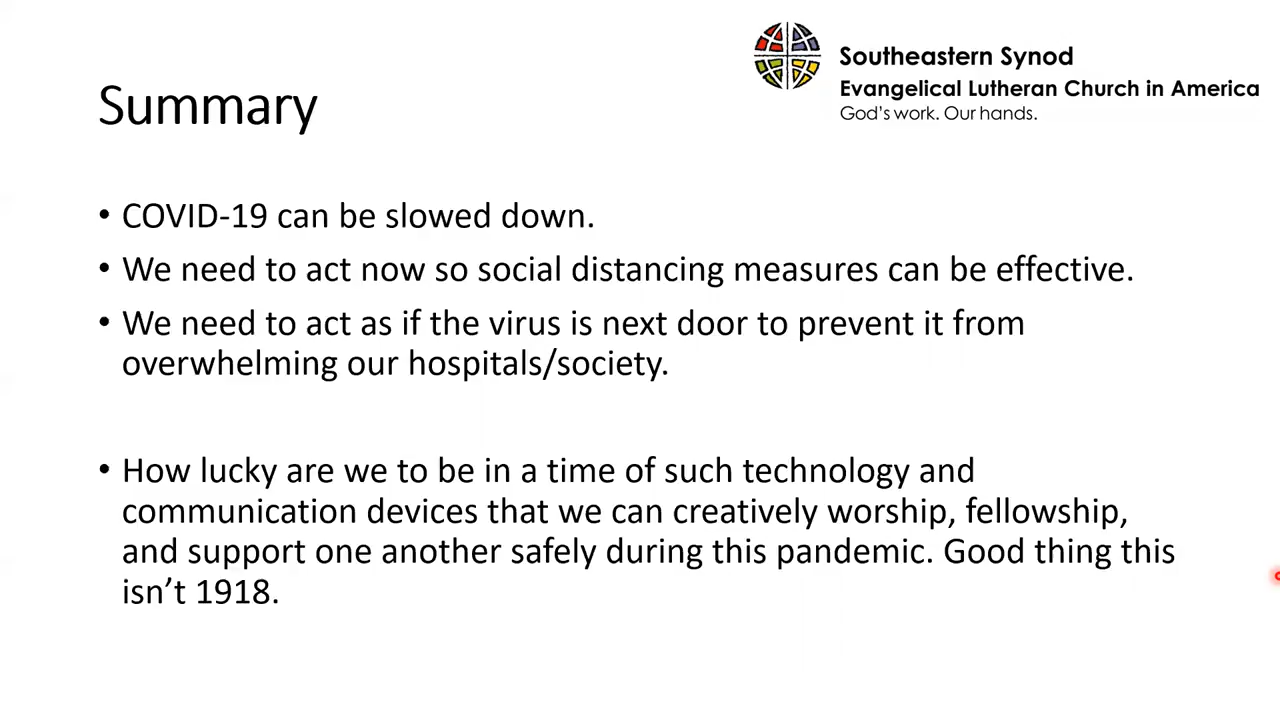 Southeastern Synod
Evangelical Lutheran Church in America
God's work. Our hands.
Summary
• COVID-19 can be slowed down.
• We need to act now so social distancing measures can be effective.
• We need to act as if the virus is next door to prevent it from
overwhelming our hospitals/society.
• How lucky are we to be in a time of such technology and
communication devices that we can creatively worship, fellowship,
and support one another safely during this pandemic. Good thing this
isn't 1918.